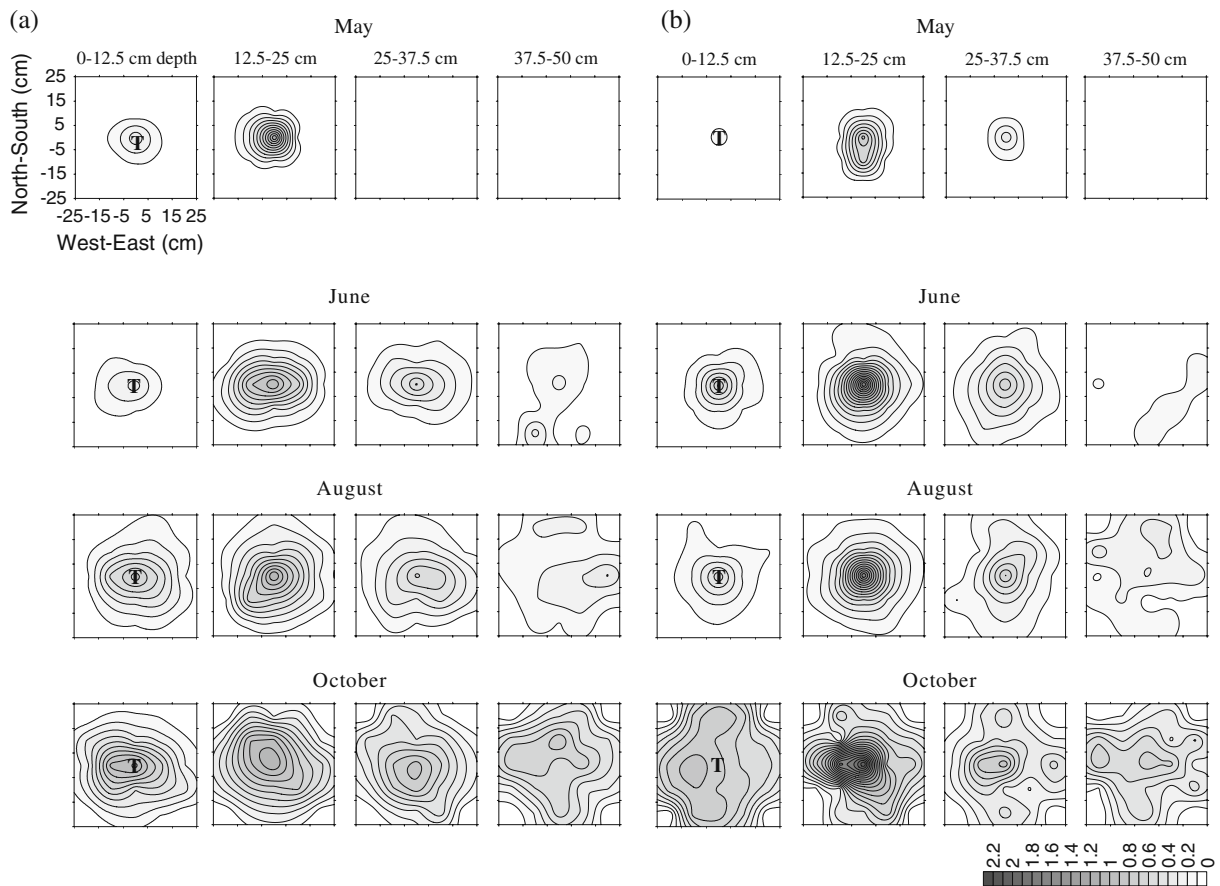 (a)
May
(b)
May
0-12.5 cm depth
12.5-25 cm
25-37.5 cm
37.5-50 cm
0-12.5 cm
12.5-25 cm
25-37.5 cm
37.5-50 cm
North-South (cm)
25
15
5
-5
-15
-25
T
T
-25 -15 -5 5 15 25
West-East (cm)
June
June
T
T
August
August
T
T
October
October
T
T
2.2
2
1.8
1.6
1.4
1.2
1
0.8
0.6
0.4
0.2
0